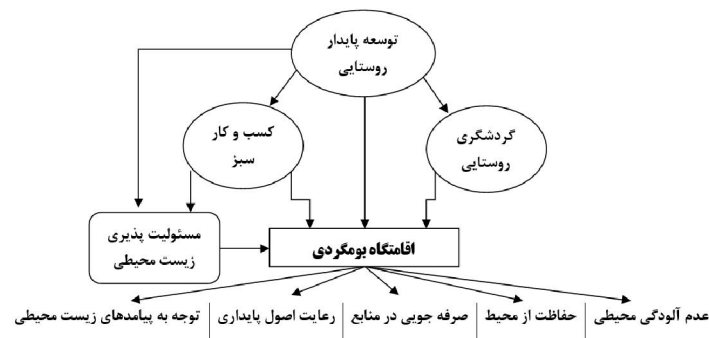 توسعه پایدار
روستایی
کسب و کار
سبز
گردشگری
روستایی
مسئولیت پذیری
زیست محیطی
اقامتگاه بومگردی
عدم آلودگی محیطی
حفاظت از محیط
صرفه جویی در منابع
رعایت اصول پایداری
توجه به پیامدهای زیست محیطی